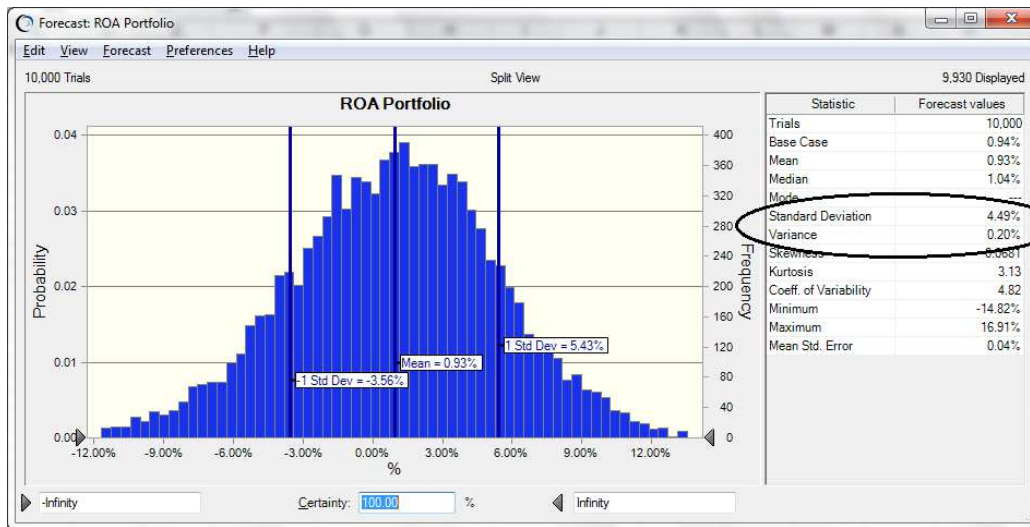 Forecast: ROA Portfolio
Edit View Forecast Preferences Help
10,000 Trials Split View 9,930 Displayed
ROA Portfolio
Probability
0.04
0.03
0.02
0.01
0.00
400
360
320
280
240
200
160
120
80
40
0
Frequency
-1 Std Dev = -3.56%
Mean = 0.93%
1 Std Dev = 5.43%
-12.00% -9.00% -6.00% -3.00% 0.00% 3.00% 6.00% 9.00% 12.00%
%
Statistic Forecast values
Trials 10,000
Base Case 0.94%
Mean 0.93%
Median 1.04%
Mode ---
Standard Deviation 4.49%
Variance 0.20%
Skewness
Kurtosis 3.13
Coeff. of Variability 4.82
Minimum -14.82%
Maximum 16.91%
Mean Std. Error 0.04%
-Infinity Certainty: 100.00 % Infinity